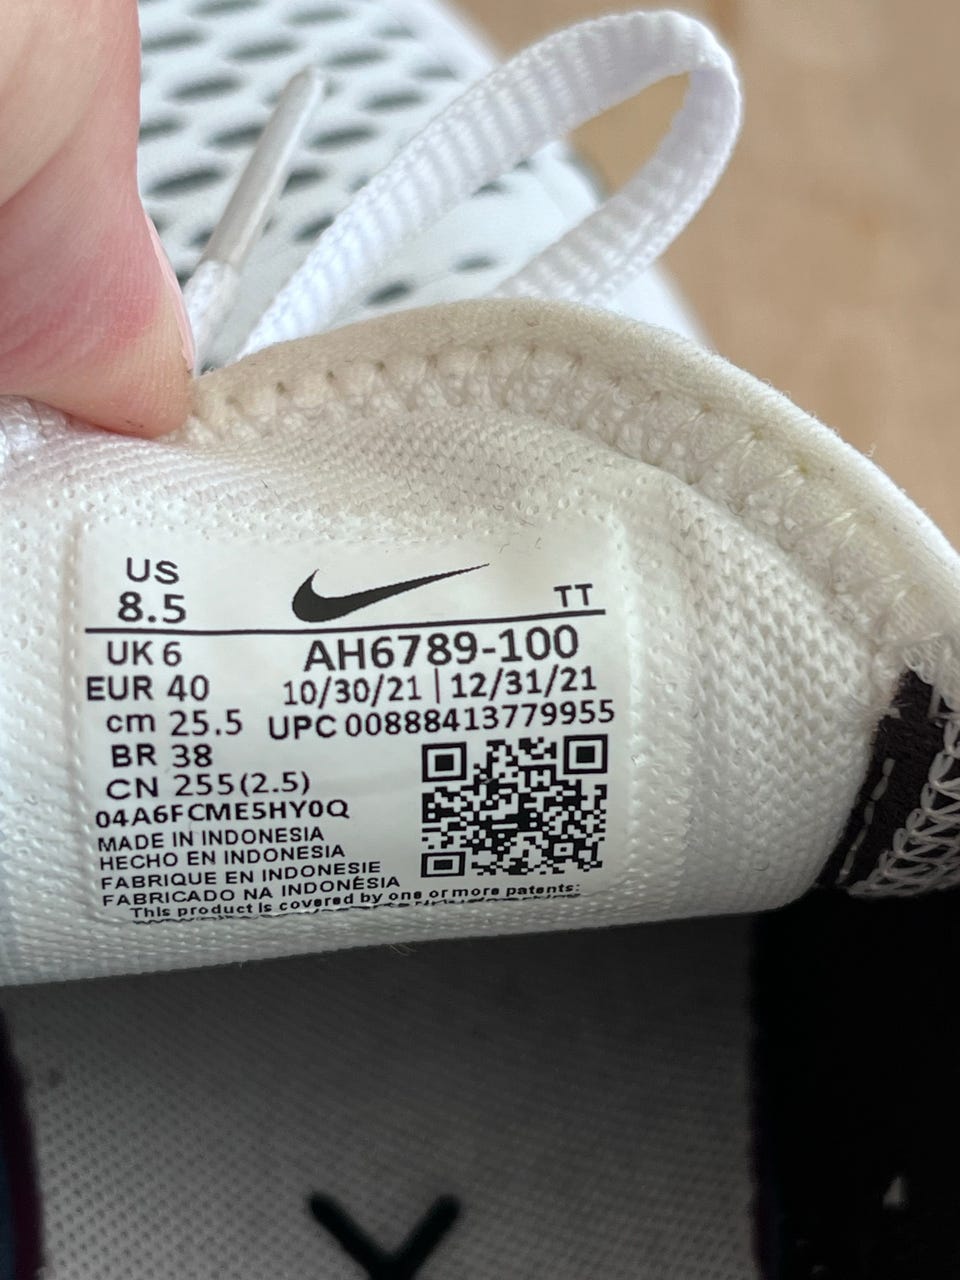 US
8.5
TT
UK 6
AH6789-100
EUR 40
10/30/21 | 12/31/21
cm 25.5
UPC 00888413779955
BR 38
CN 255(2.5)
04A6FCME5HY0Q
MADE IN INDONESIA
HECHO EN INDONESIA
FABRIQUE EN INDONESIE
FABRICADO NA INDONÉSIA
This product is covered by one or more patents: